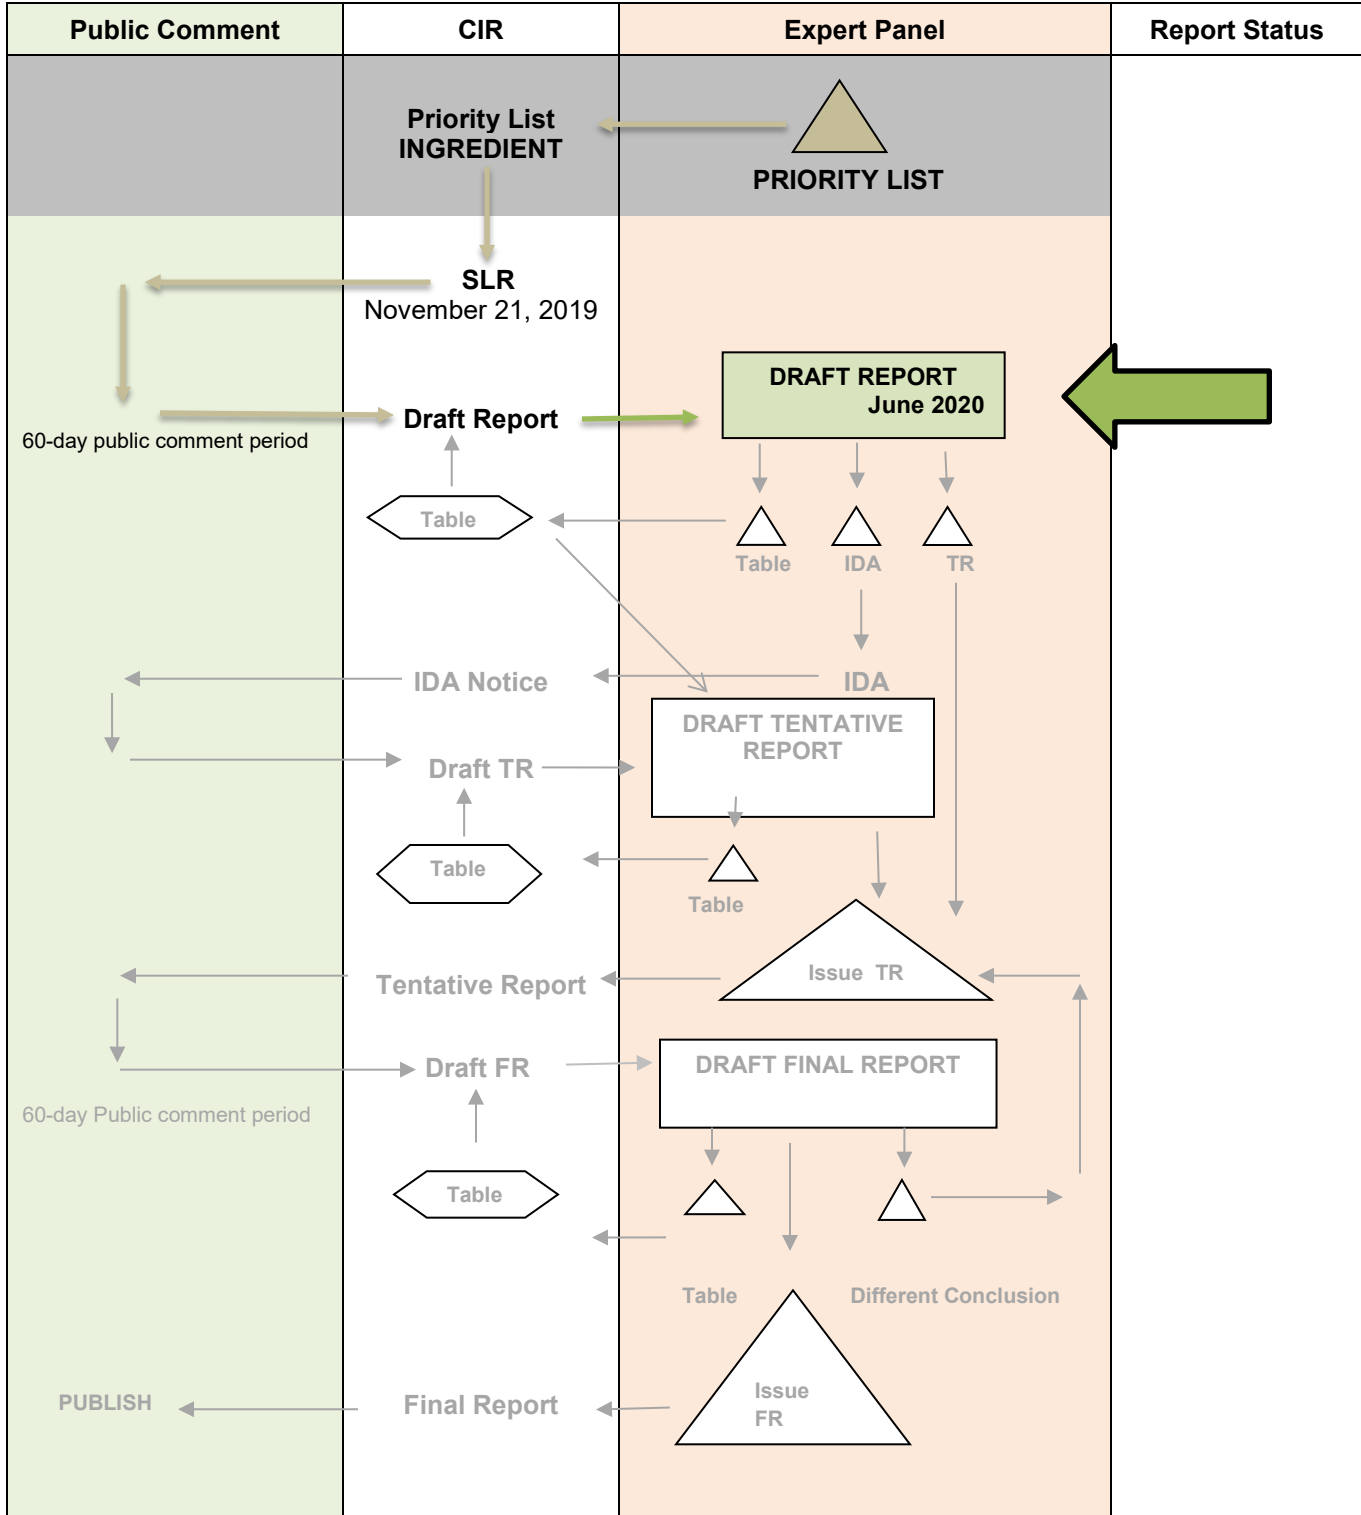 Public Comment
CIR
Expert Panel
Report Status
Priority List
INGREDIENT
PRIORITY LIST
SLR
November 21, 2019
DRAFT REPORT
June 2020
60-day public comment period
Draft Report
Table
Table
IDA
TR
IDA Notice
IDA
DRAFT TENTATIVE
REPORT
Draft TR
Table
Table
Issue TR
Tentative Report
Draft FR
DRAFT FINAL REPORT
60-day Public comment period
Table
Table
Different Conclusion
Issue
FR
PUBLISH
Final Report